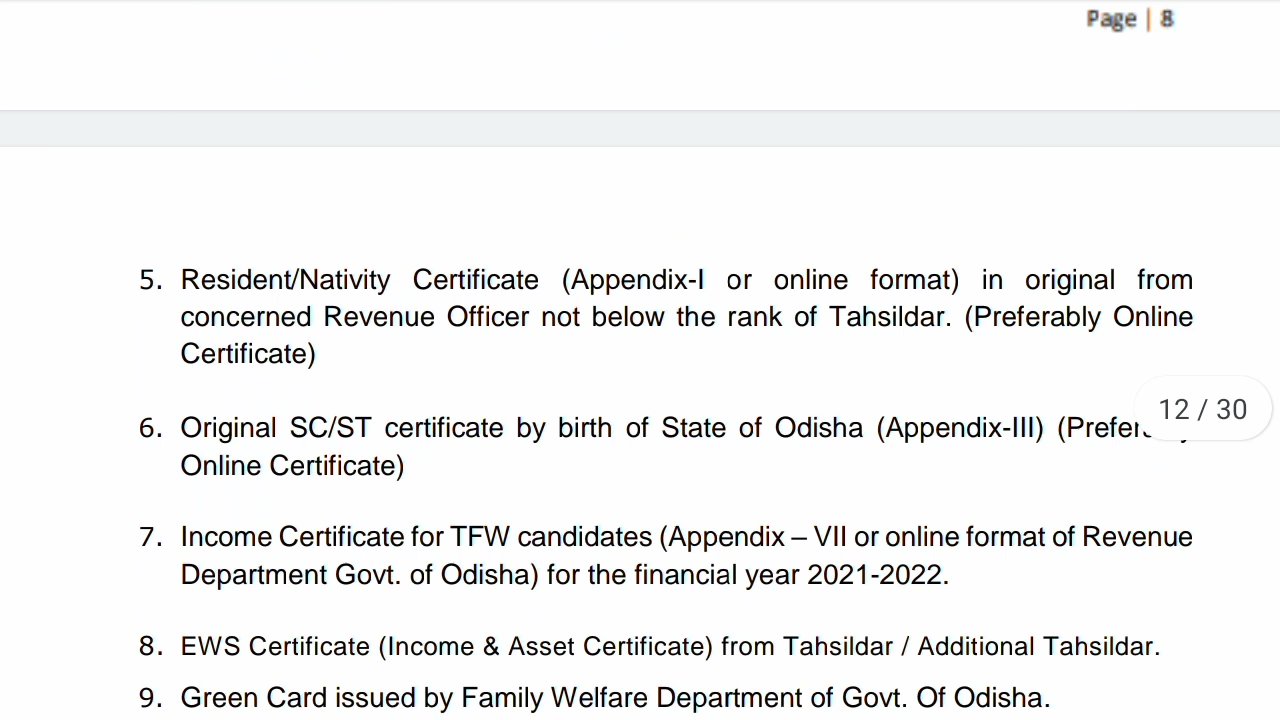 Page | 8
5. Resident/Nativity Certificate (Appendix-I or online format) in original from
concerned Revenue Officer not below the rank of Tahsildar. (Preferably Online
Certificate)
12 / 30
6. Original SC/ST certificate by birth of State of Odisha (Appendix-III)
Online Certificate)
7. Income Certificate for TFW candidates (Appendix – VII or online format of Revenue
Department Govt. of Odisha) for the financial year 2021-2022.
8. EWS Certificate (Income & Asset Certificate) from Tahsildar / Additional Tahsildar.
9. Green Card issued by Family Welfare Department of Govt. Of Odisha.